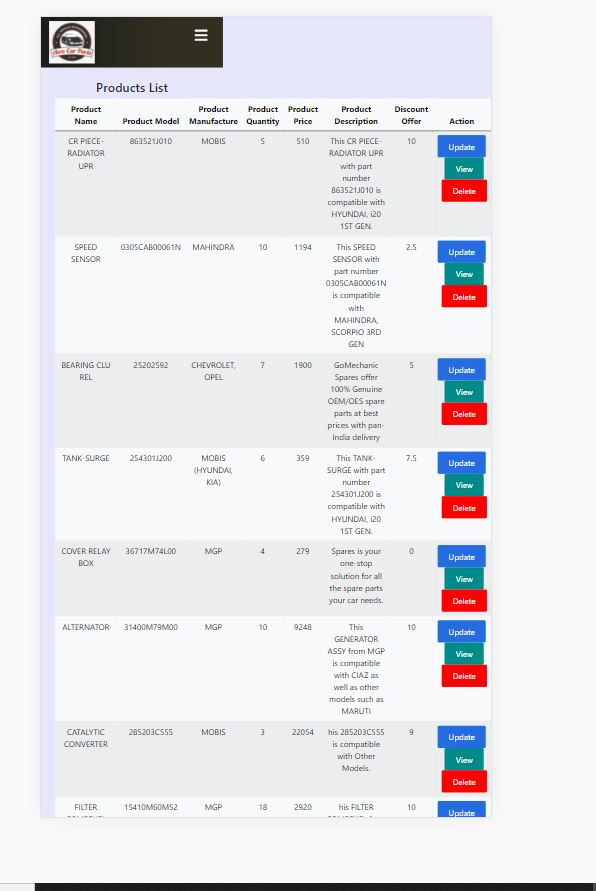 Aero Car Parts
Products List
Product Name	Product Model	Product Manufacture	Product Quantity	Product Price	Product Description	Discount Offer	Action
CR PIECE-RADIATOR UPR	863521J010	MOBIS	5	510	This CR PIECE-RADIATOR UPR with part number 863521J010 is compatible with HYUNDAI, i20 1ST GEN.	10	Update View Delete
SPEED SENSOR	0305CAB00061N	MAHINDRA	10	1194	This SPEED SENSOR with part number 0305CAB00061N is compatible with MAHINDRA, SCORPIO 3RD GEN	2.5	Update View Delete
BEARING CLU REL	25202592	CHEVROLET, OPEL	7	1900	GoMechanic Spares offer 100% Genuine OEM/OES spare parts at best prices with pan-India delivery	5	Update View Delete
TANK-SURGE	254301J200	MOBIS (HYUNDAI, KIA)	6	359	This TANK-SURGE with part number 254301J200 is compatible with HYUNDAI, i20 1ST GEN.	7.5	Update View Delete
COVER RELAY BOX	36717M74L00	MGP	4	279	Spares is your one-stop solution for all the spare parts your car needs.	0	Update View Delete
ALTERNATOR	31400M79M00	MGP	10	9248	This GENERATOR ASSY from MGP is compatible with CIAZ as well as other models such as MARUTI	10	Update View Delete
CATALYTIC CONVERTER	285203C555	MOBIS	3	22054	his 285203C555 is compatible with Other Models.	9	Update View Delete
FILTER	15410M60M52	MGP	18	2920	his FILTER	10	Update